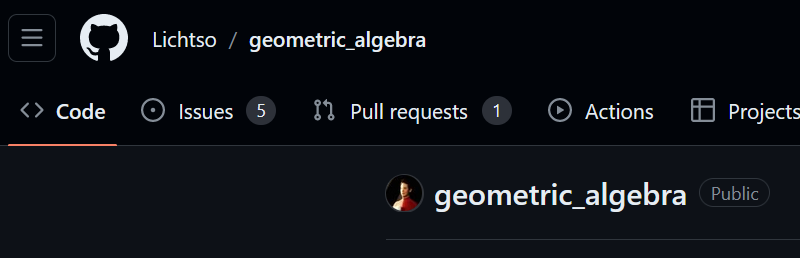 Lichtso / geometric_algebra
Code Issues 5 Pull requests 1 Actions Projects
geometric_algebra Public